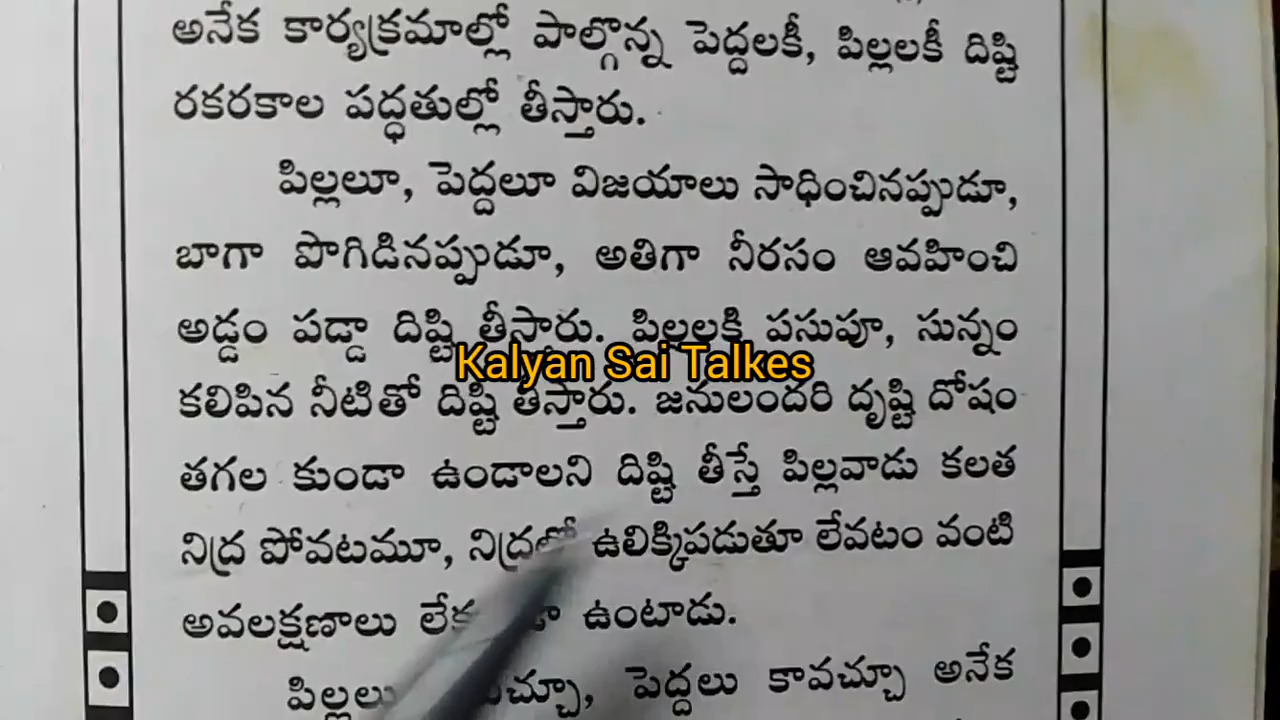 అనేక కార్యక్రమాల్లో పాల్గొన్న పెద్దలకీ, పిల్లలకీ దిష్టి
రకరకాల పద్ధతుల్లో తీస్తారు.
పిల్లలూ, పెద్దలూ విజయాలు సాధించినప్పుడూ,
బాగా పొగిడినప్పుడూ, అతిగా నీరసం ఆవహించి
అడ్డం పడ్డా దిష్టి తీస్తారు. పిల్లలకి పసుపూ, సున్నం
Kalyan Sai Talkes
కలిపిన నీటితో దిష్టి తీస్తారు. జనులందరి దృష్టి దోషం
తగల కుండా ఉండాలని దిష్టి తీస్తే పిల్లవాడు కలత
నిద్ర పోవటమూ, నిద్రలో ఉలిక్కిపడుతూ లేవటం వంటి
అవలక్షణాలు ఉంటాడు.
పిల్లలు పెద్దలు కావచ్చూ అనేక